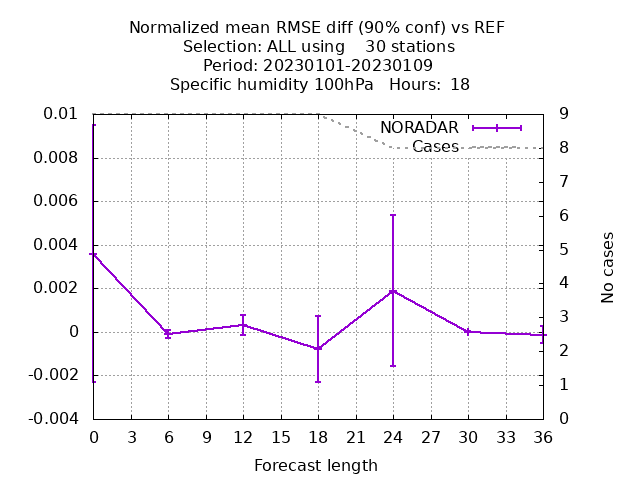 Normalized mean RMSE diff (90% conf) vs REF
Selection: ALL using    30 stations
Period: 20230101-20230109
Specific humidity 100hPa   Hours:  18
0.01
0.008
0.006
0.004
0.002
0
-0.002
-0.004
NORADAR
Cases
9
8
7
6
5
4
3
2
1
0
No cases
0 3 6 9 12 15 18 21 24 27 30 33 36
Forecast length